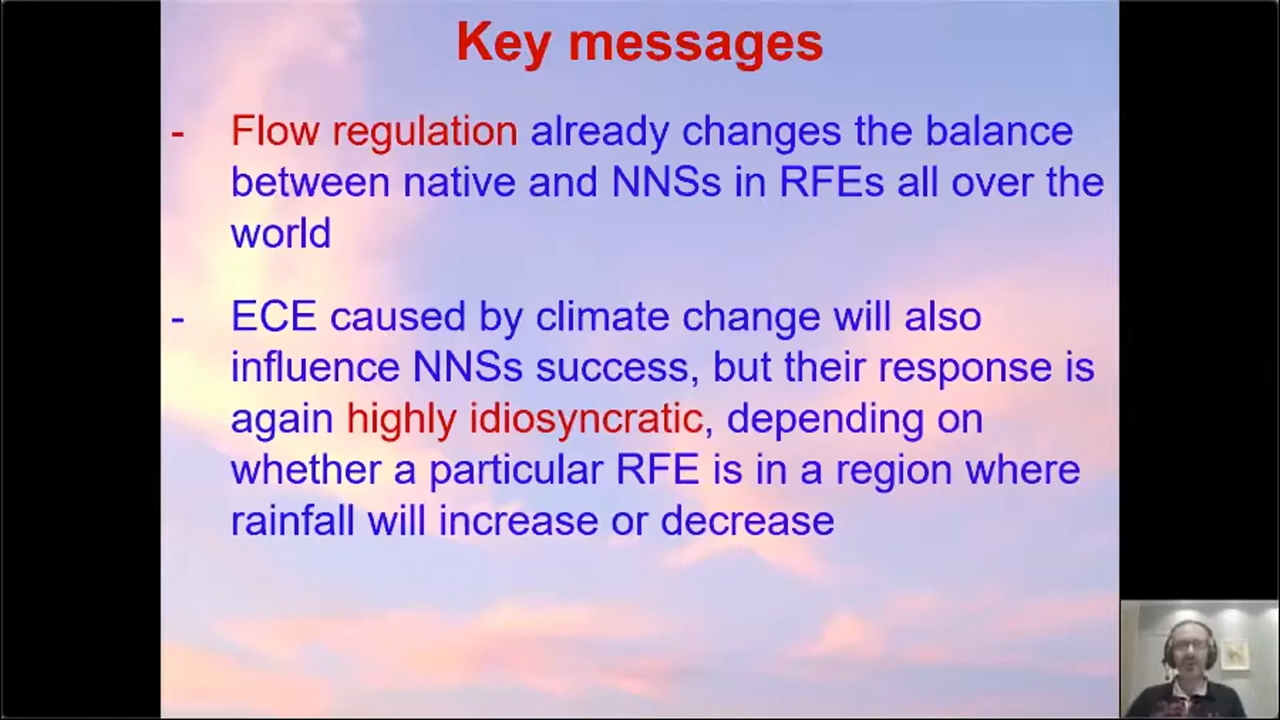 Key messages
- Flow regulation already changes the balance
between native and NNSs in RFEs all over the
world
- ECE caused by climate change will also
influence NNSs success, but their response is
again highly idiosyncratic, depending on
whether a particular RFE is in a region where
rainfall will increase or decrease